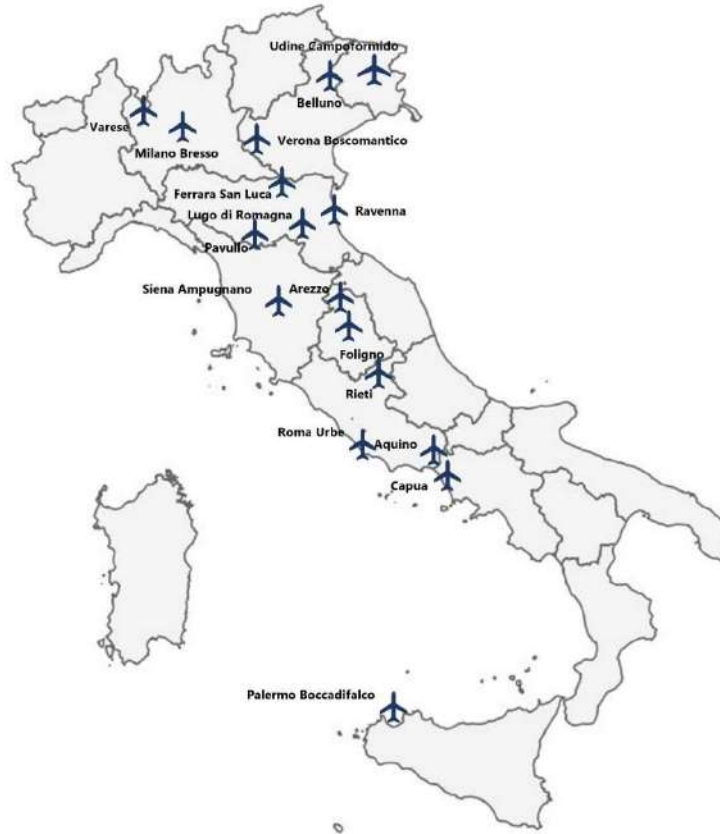 Udine Campoformido
Belluno
Varese
Milano Bresso
Verona Boscomantico
Ferrara San Luca
Lugo di Romagna
Ravenna
Pavullo
Siena Ampugnano
Arezzo
Foligno
Rieti
Roma Urbe
Aquino
Capua
Palermo Boccadifalco